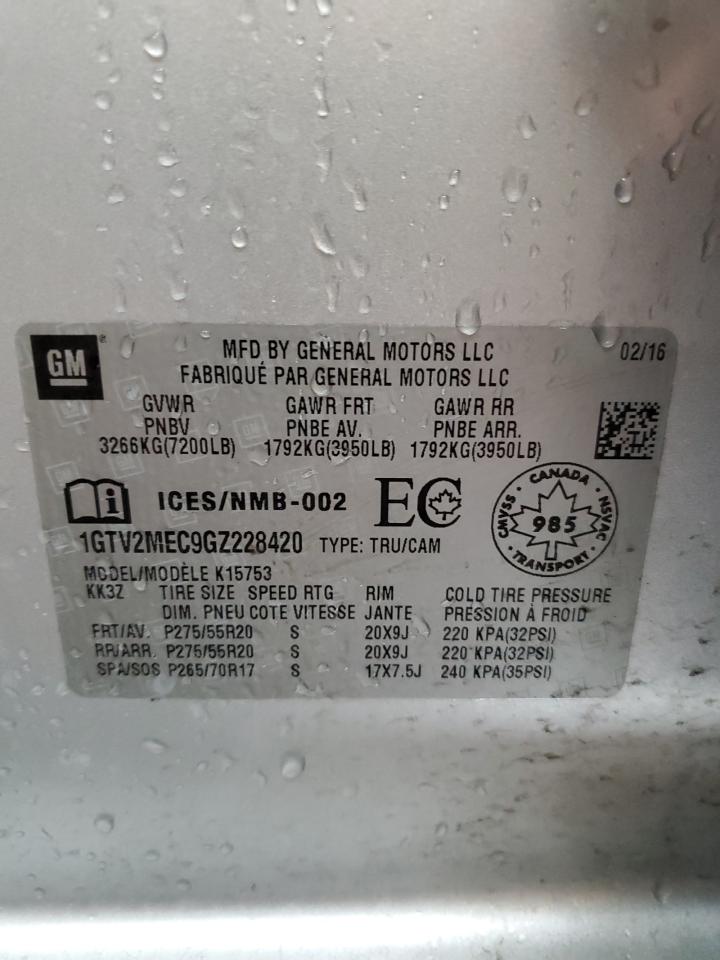 GM
MFD BY GENERAL MOTORS LLC 02/16
FABRIQUÉ PAR GENERAL MOTORS LLC
GVWR GAWR FRT GAWR RR
PNBV PNBE AV. PNBE ARR.
3266KG(7200LB) 1792KG(3950LB) 1792KG(3950LB)
i ICES/NMB-002 EC
CMVSS · CANADA · NSVAC · TRANSPORT ·
985
1GTV2MEC9GZ228420 TYPE: TRU/CAM
MODEL/MODÈLE K15753
KK3Z TIRE SIZE SPEED RTG RIM COLD TIRE PRESSURE
DIM. PNEU COTE VITESSE JANTE PRESSION À FROID
FRT/AV. P275/55R20 S 20X9J 220 KPA(32PSI)
RR/ARR. P275/55R20 S 20X9J 220 KPA(32PSI)
SPA/SOS P265/70R17 S 17X7.5J 240 KPA(35PSI)